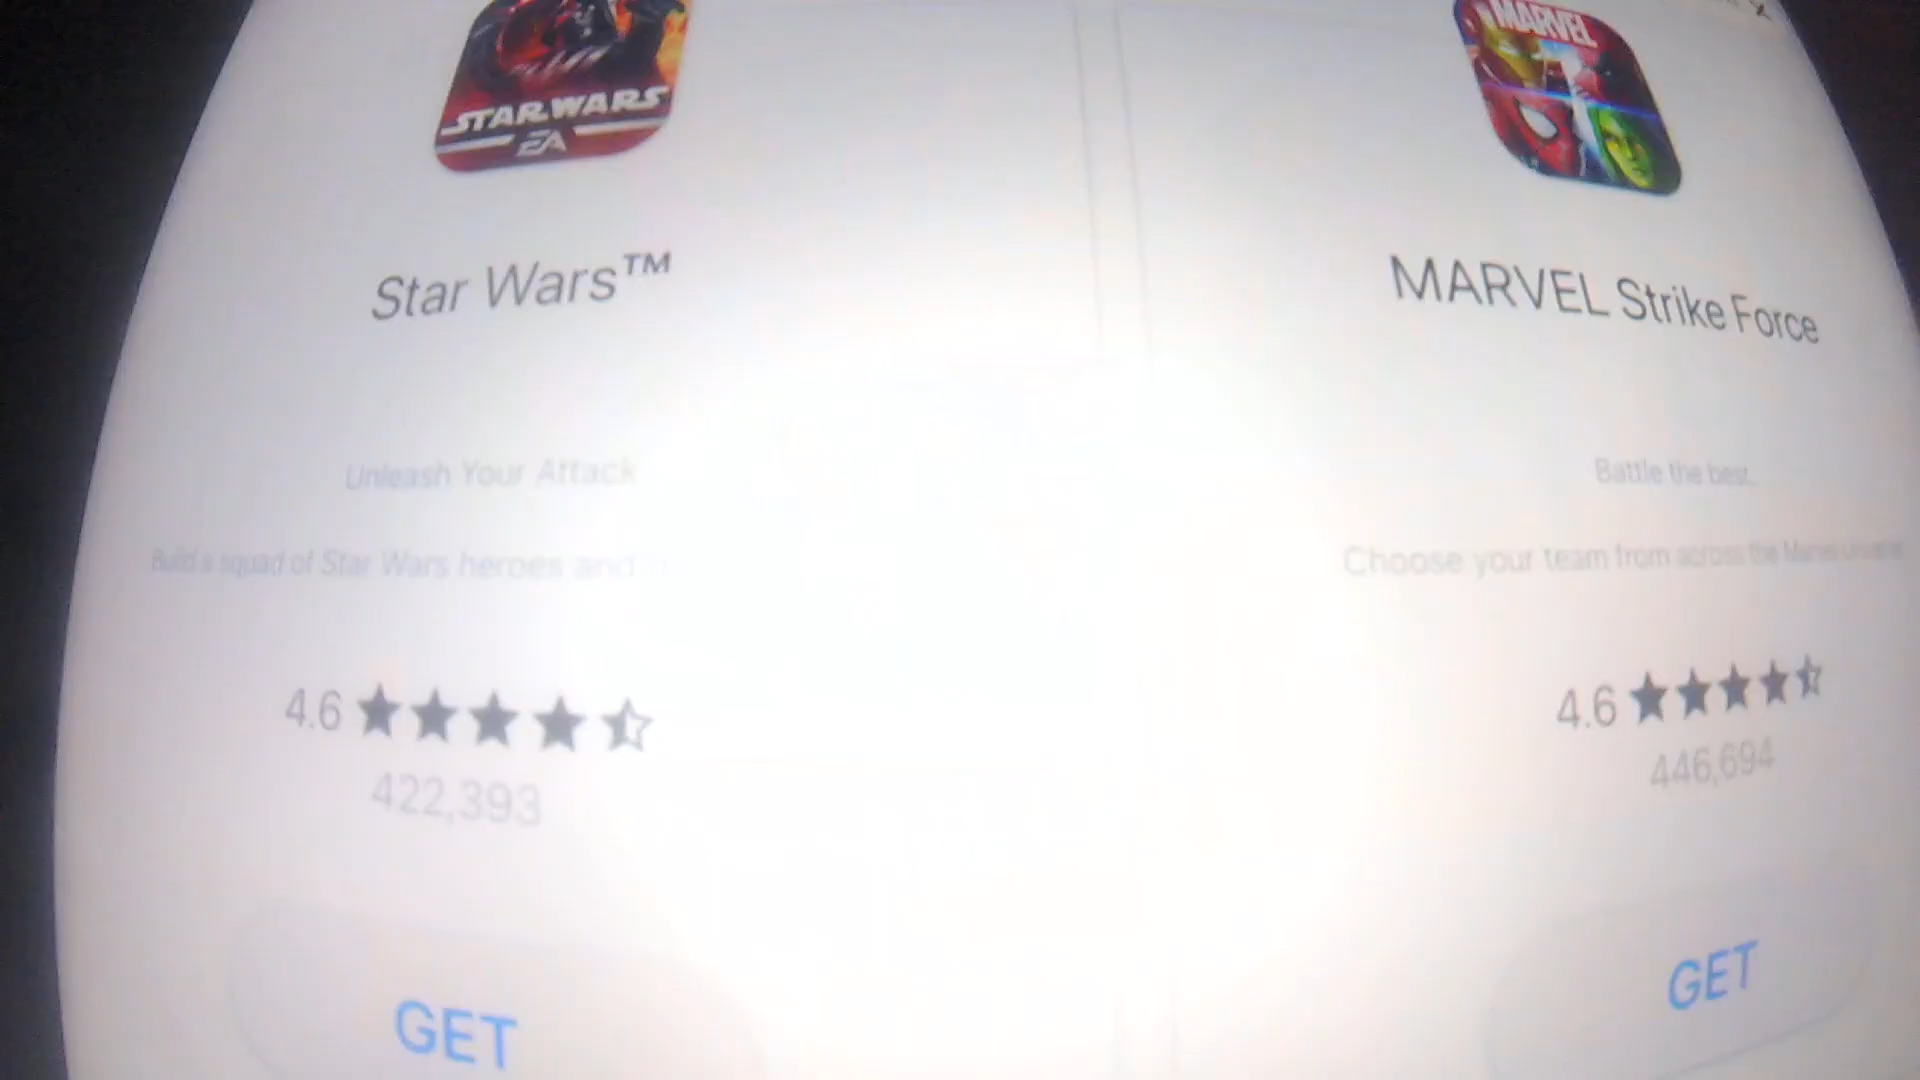 STAR WARS
EA
Star Wars™
Unleash Your Attack
Build a squad of Star Wars heroes and
4.6
422,393
GET
MARVEL
MARVEL Strike Force
Battle the best.
Choose your team from across the Marvel Universe
4.6
446,694
GET